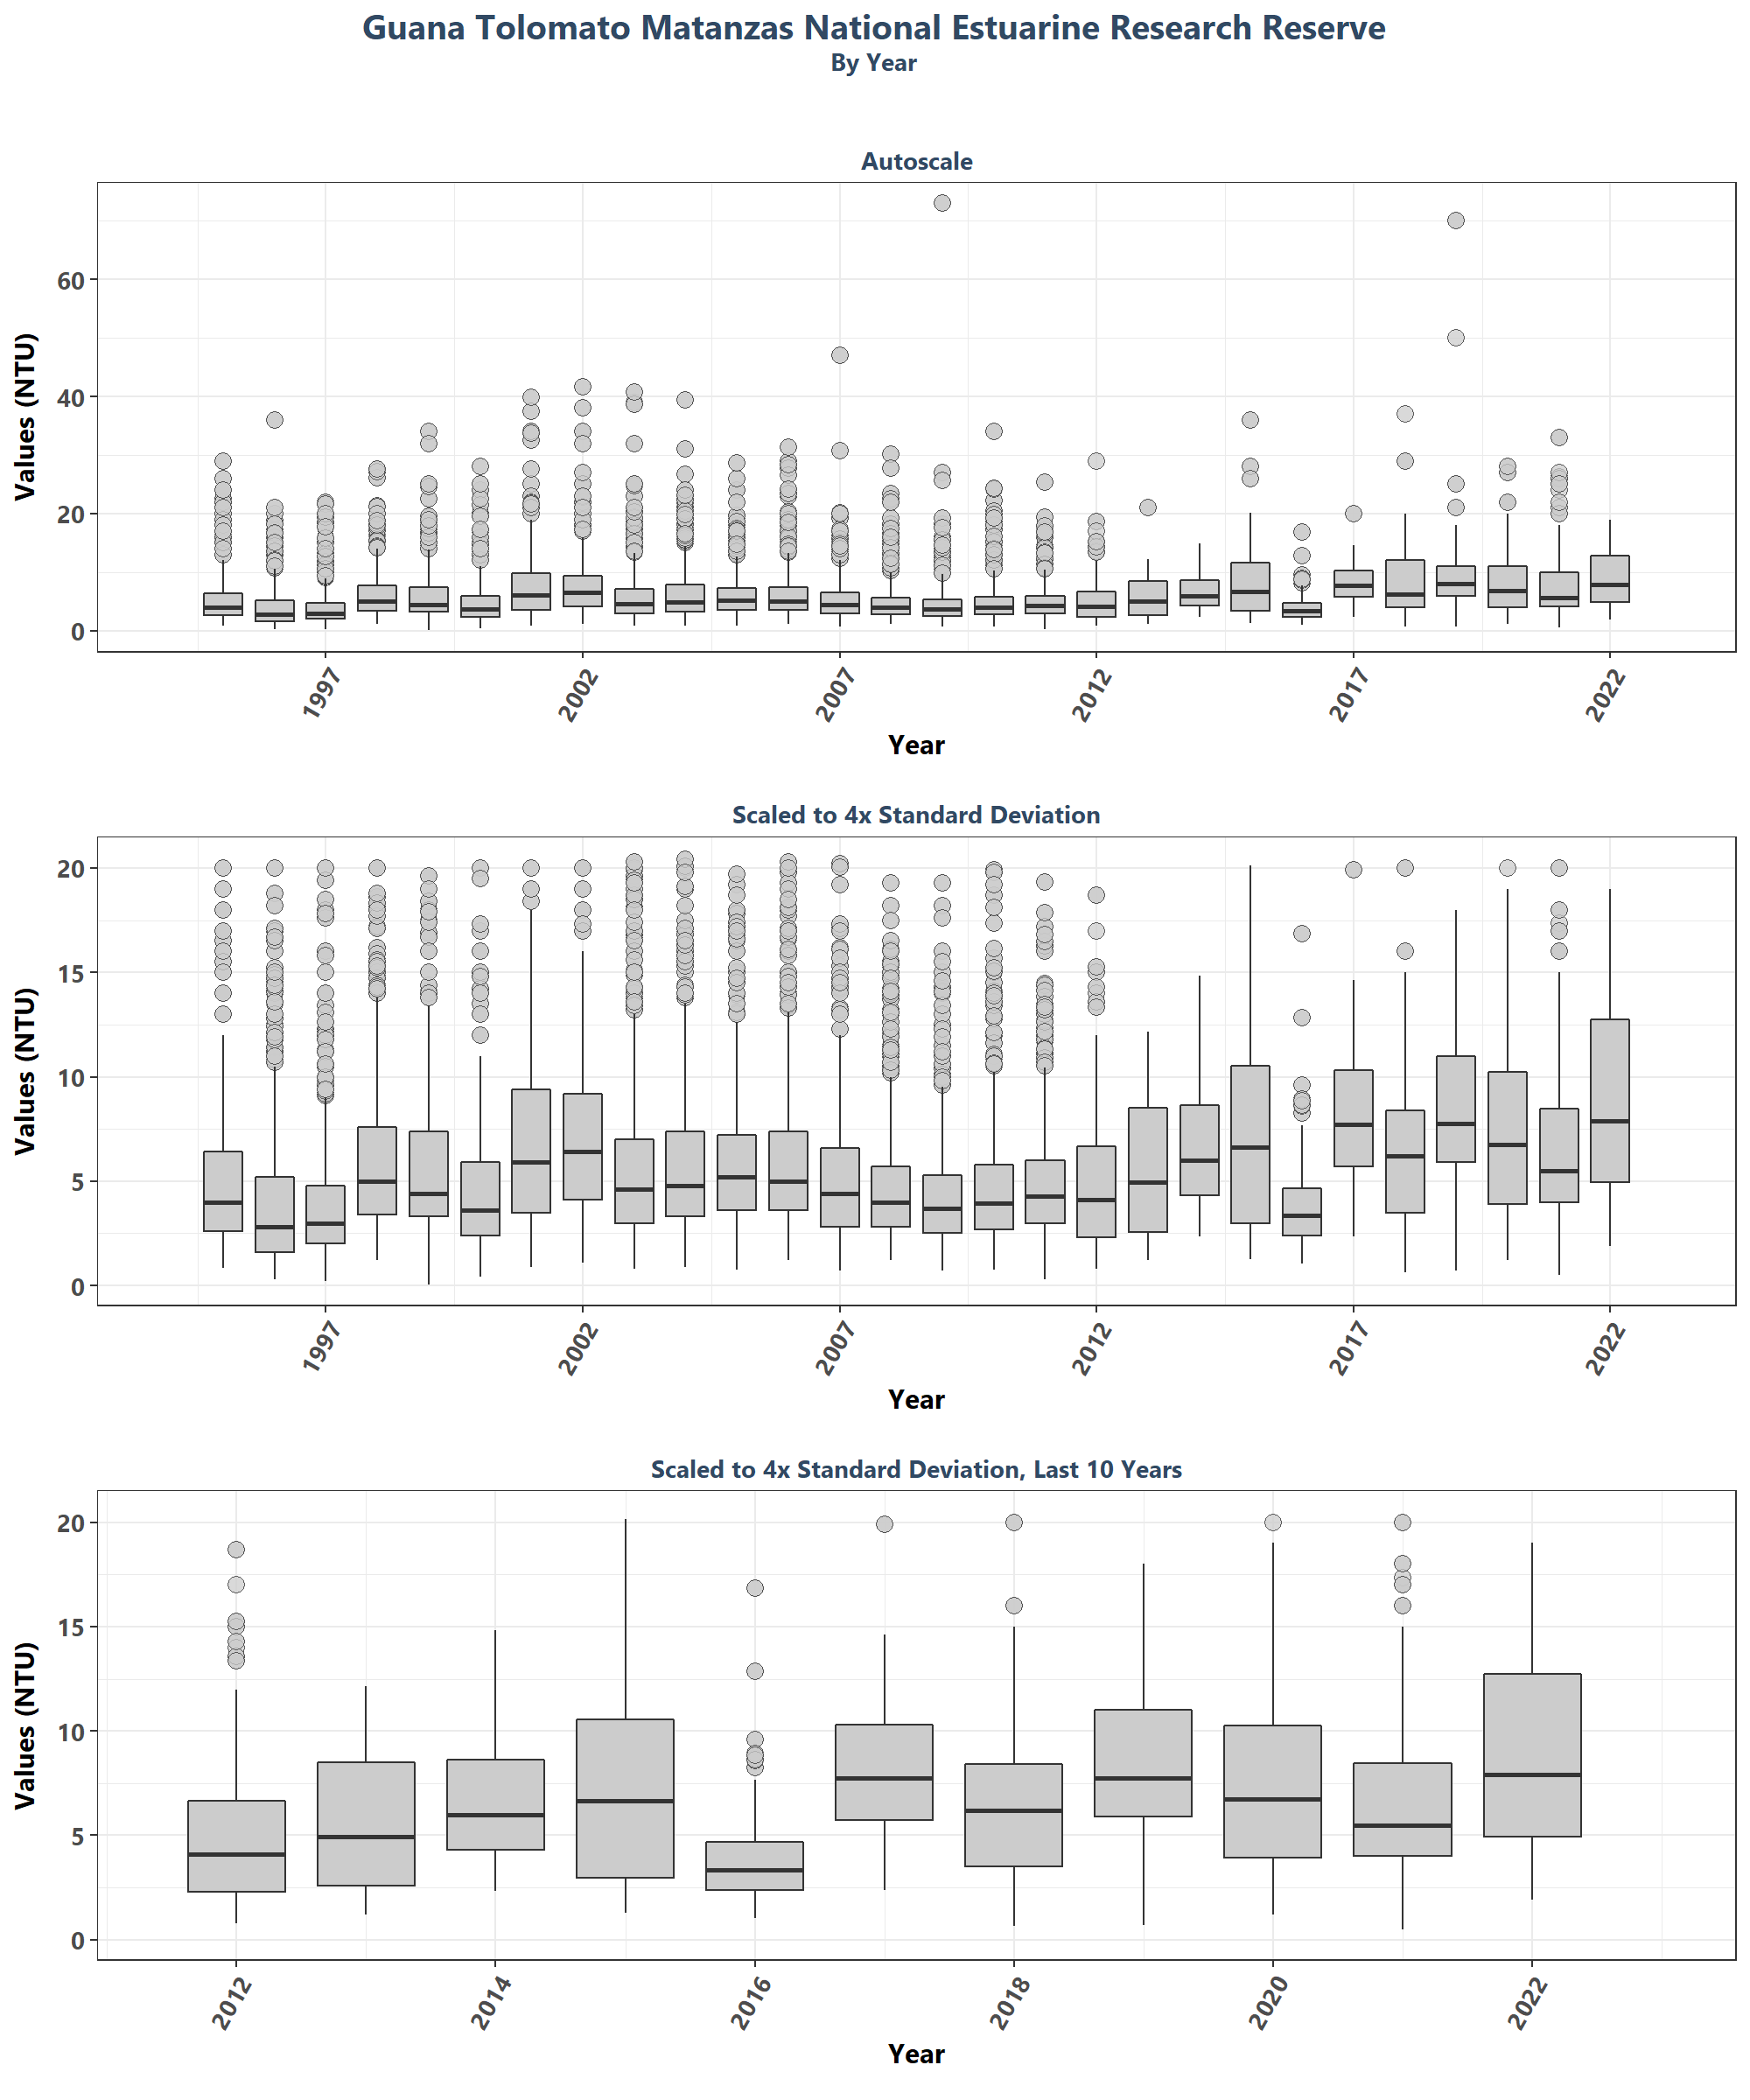 Guana Tolomato Matanzas National Estuarine Research Reserve
By Year
Autoscale
Values (NTU)
60
40
20
0
1997
2002
2007
2012
2017
2022
Year
Scaled to 4x Standard Deviation
Values (NTU)
20
15
10
5
0
1997
2002
2007
2012
2017
2022
Year
Scaled to 4x Standard Deviation, Last 10 Years
Values (NTU)
20
15
10
5
0
2012
2014
2016
2018
2020
2022
Year